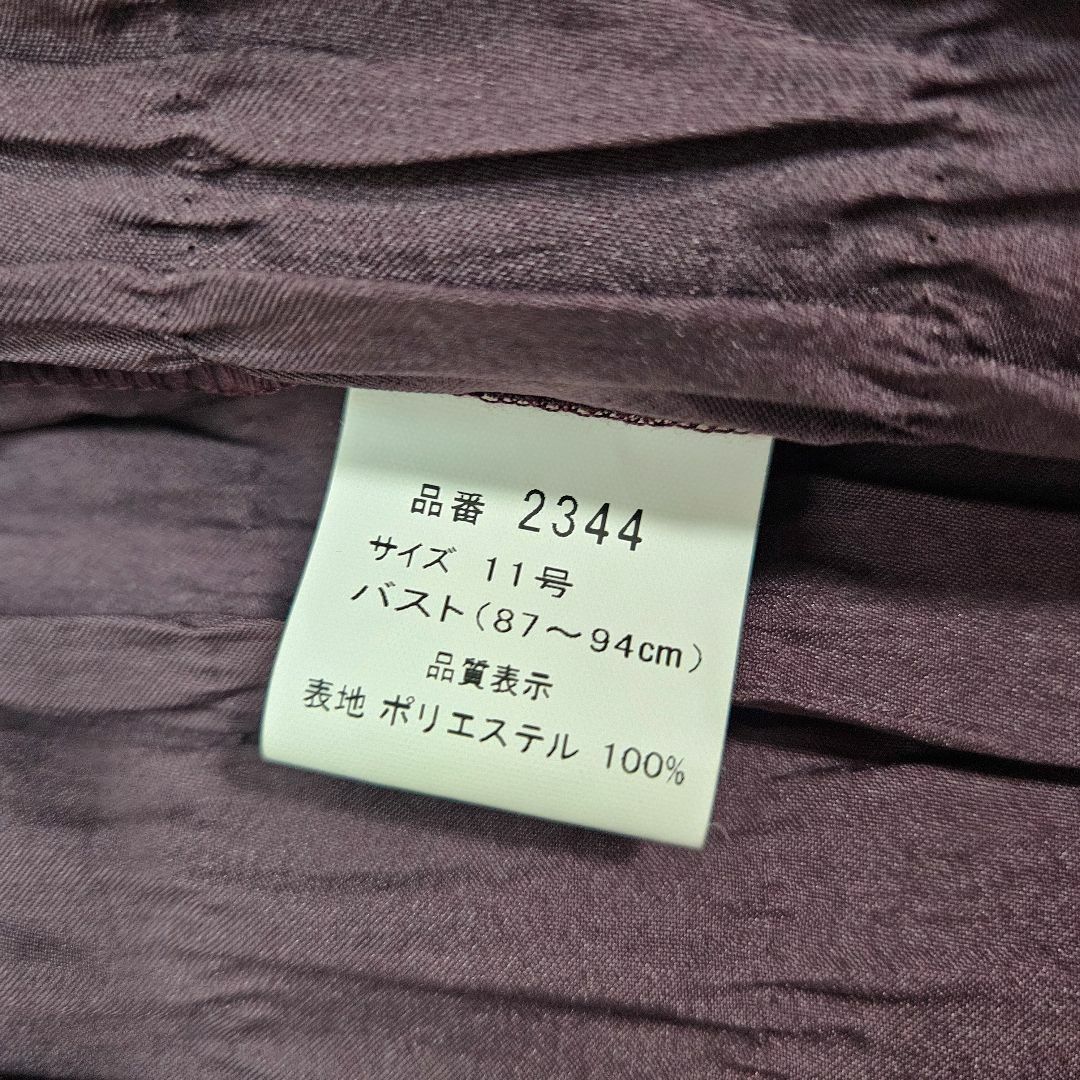 品番 2344
サイズ 11号
バスト(87〜94cm)
品質表示
表地 ポリエステル 100%